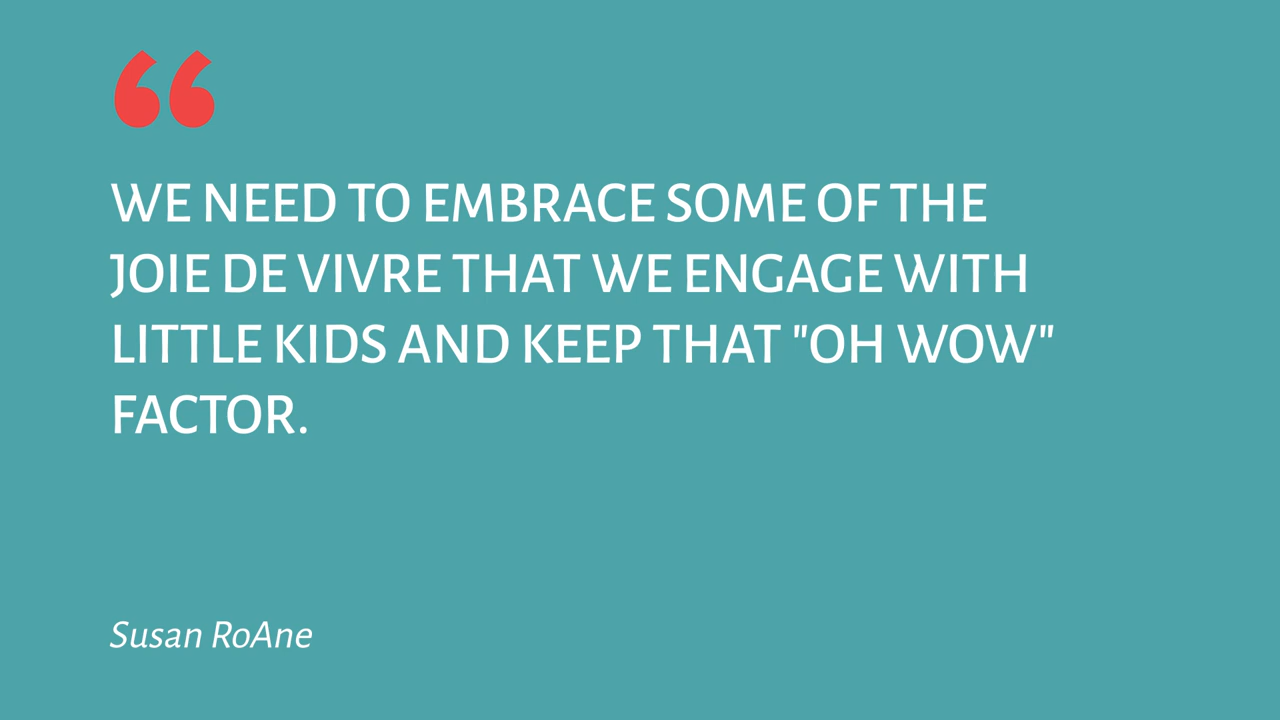 “
WE NEED TO EMBRACE SOME OF THE
JOIE DE VIVRE THAT WE ENGAGE WITH
LITTLE KIDS AND KEEP THAT "OH WOW"
FACTOR.
Susan RoAne